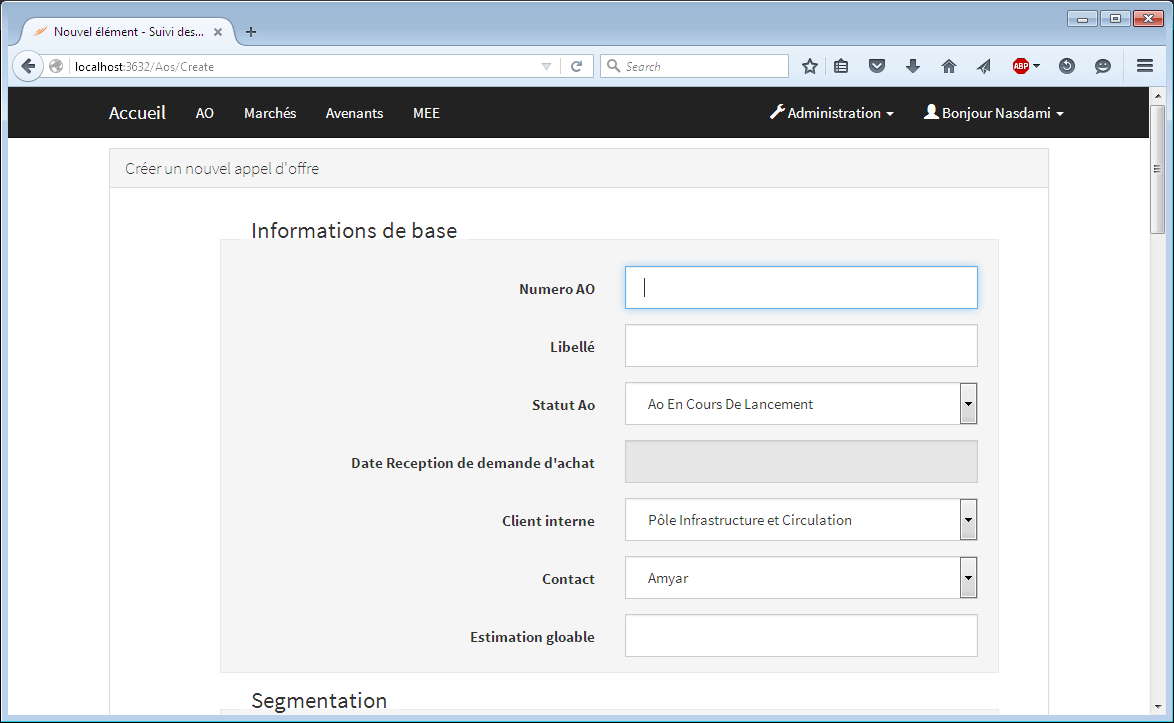 Nouvel élément - Suivi des...
localhost:3632/Aos/Create
Search
ABP
Accueil AO Marchés Avenants MEE Administration Bonjour Nasdami
Créer un nouvel appel d'offre
Informations de base
Numero AO
Libellé
Statut Ao Ao En Cours De Lancement
Date Reception de demande d'achat
Client interne Pôle Infrastructure et Circulation
Contact Amyar
Estimation gloable
Segmentation